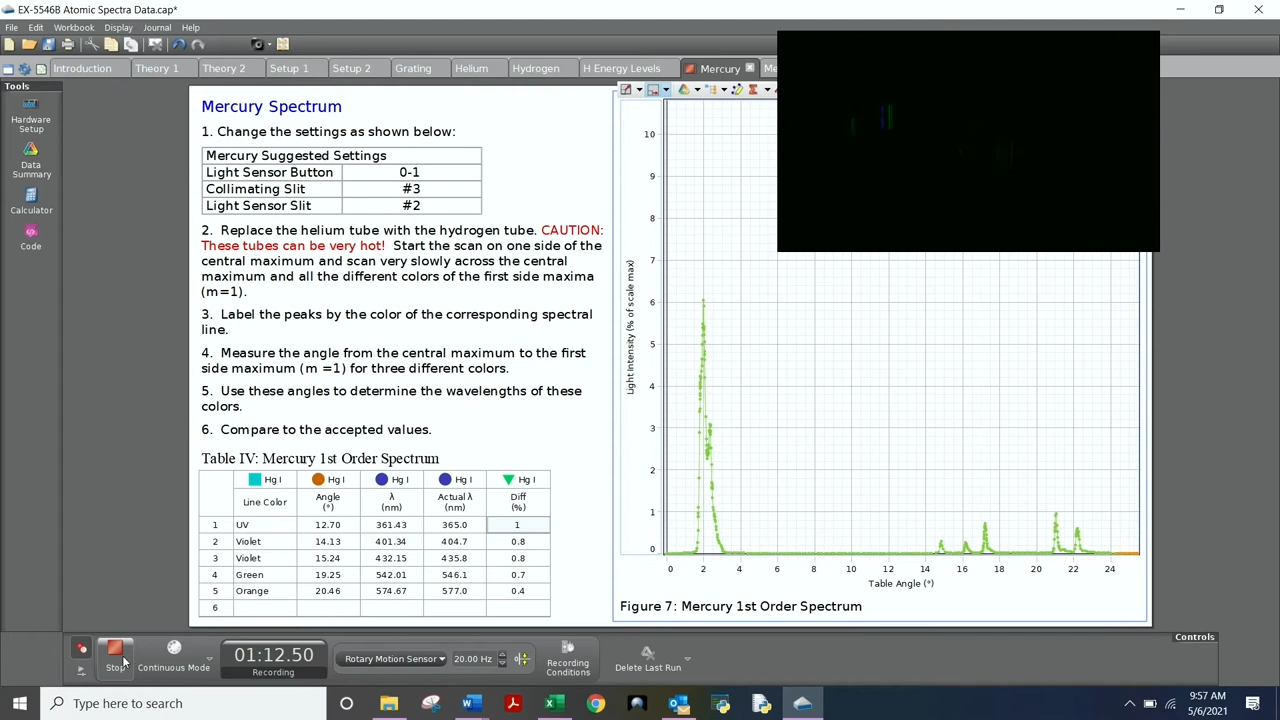 EX-5546B Atomic Spectra Data.cap*
File Edit Workbook Display Journal Help
Introduction Theory 1 Theory 2 Setup 1 Setup 2 Grating Helium Hydrogen H Energy Levels Mercury Me
Tools
Hardware
Setup
Data
Summary
Calculator
Code
Mercury Spectrum
1. Change the settings as shown below:
Mercury Suggested Settings
Light Sensor Button 0-1
Collimating Slit #3
Light Sensor Slit #2
2. Replace the helium tube with the hydrogen tube. CAUTION:
These tubes can be very hot! Start the scan on one side of the
central maximum and scan very slowly across the central
maximum and all the different colors of the first side maxima
(m=1).
3. Label the peaks by the color of the corresponding spectral
line.
4. Measure the angle from the central maximum to the first
side maximum (m =1) for three different colors.
5. Use these angles to determine the wavelengths of these
colors.
6. Compare to the accepted values.
Table IV: Mercury 1st Order Spectrum
Hg I Hg I Hg I Hg I Hg I
Line Color Angle (°) λ (nm) Actual λ (nm) Diff (%)
1 UV 12.70 361.43 365.0 1
2 Violet 14.13 401.34 404.7 0.8
3 Violet 15.24 432.15 435.8 0.8
4 Green 19.25 542.01 546.1 0.7
5 Orange 20.46 574.67 577.0 0.4
6
Light Intensity (% of scale max)
10
9
8
7
6
5
4
3
2
1
0
0 2 4 6 8 10 12 14 16 18 20 22 24
Table Angle (°)
Figure 7: Mercury 1st Order Spectrum
Controls
Stop
Continuous Mode
01:12.50
Recording
Rotary Motion Sensor
20.00 Hz
Recording
Conditions
Delete Last Run
Type here to search
9:57 AM
5/6/2021